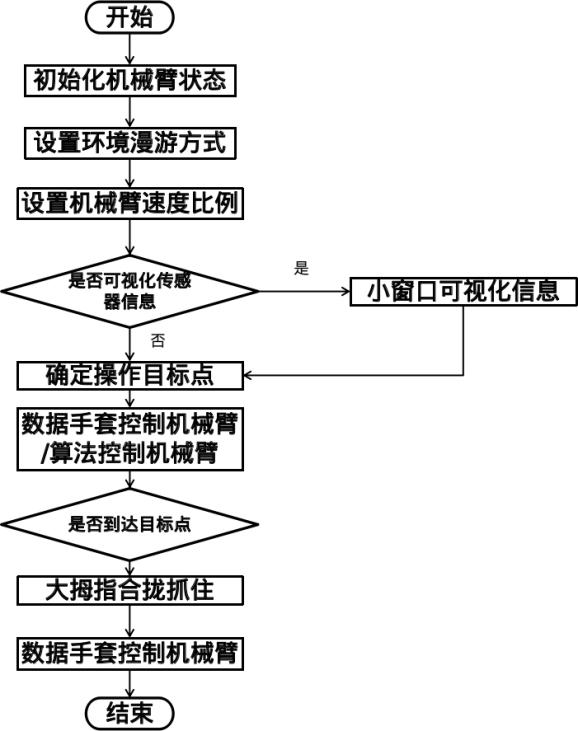 开始
初始化机械臂状态
设置环境漫游方式
设置机械臂速度比例
是否可视化传感
器信息
是
小窗口可视化信息
否
确定操作目标点
数据手套控制机械臂
/算法控制机械臂
是否到达目标点
大拇指合拢抓住
数据手套控制机械臂
结束